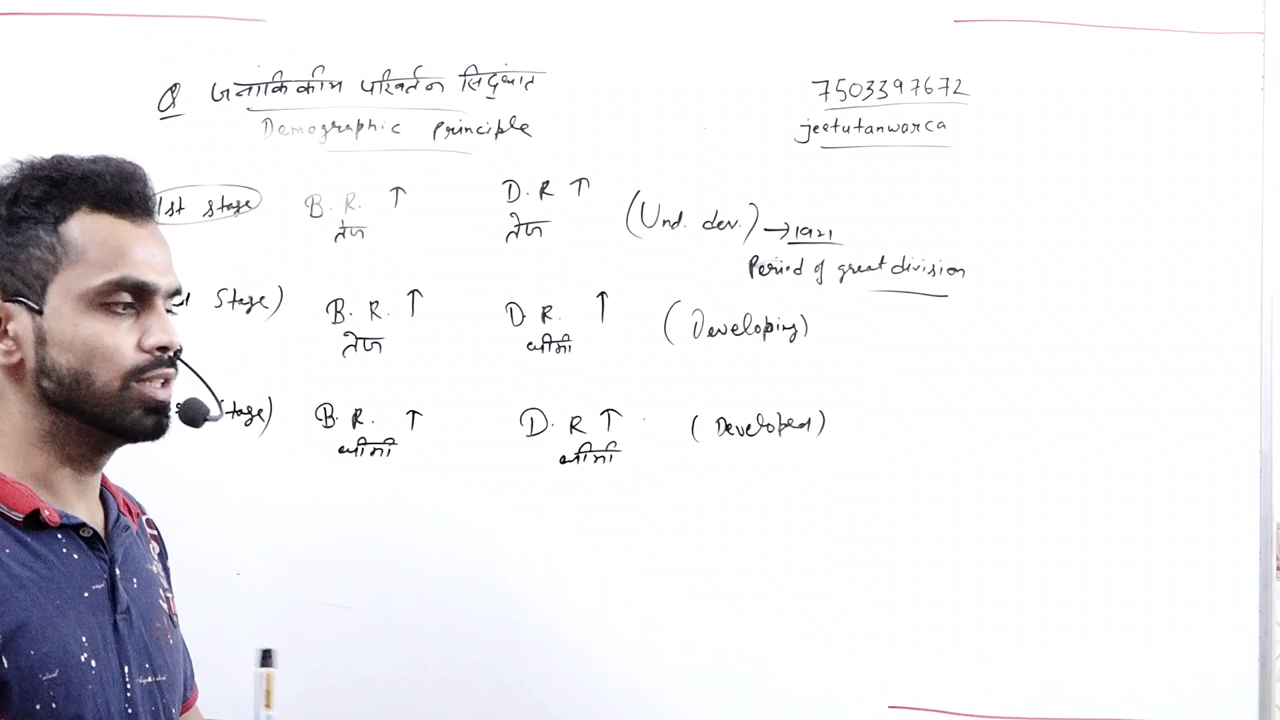 Q जनांकिकीय परिवर्तन सिद्धांत
Demographic Principle
7503397672
jeetutanwarca
1st stage B.R. ↑ D.R ↑ (Und. dev.) → 1921
तेज तेज
Period of great division
Stage) B.R. ↑ D.R. ↑ (Developing)
तेज धीमी
Stage) B.R. ↑ D.R ↑ (Developed)
धीमी धीमी